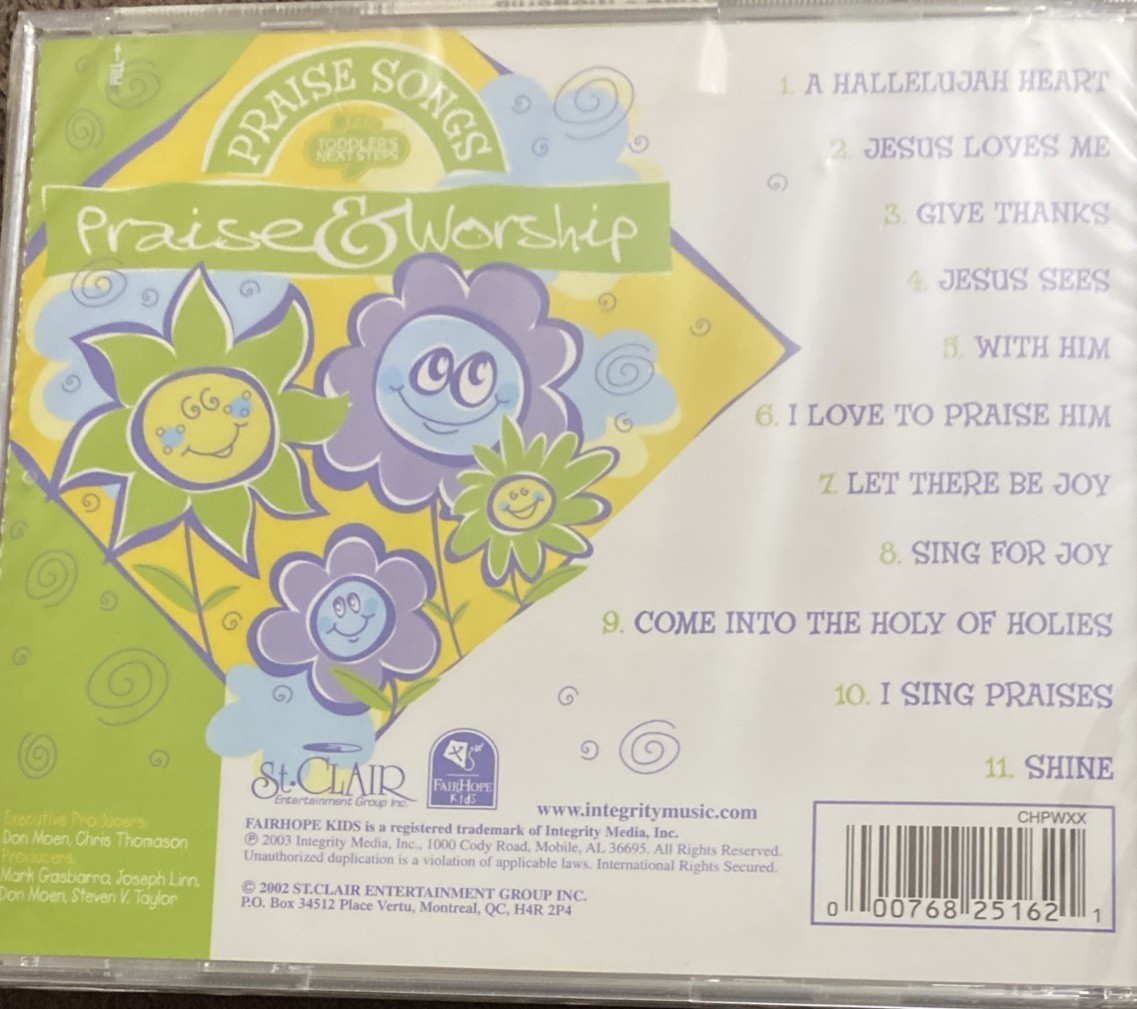 PRAISE SONGS
TODDLER'S
NEXT STEPS
Praise & Worship
1. A HALLELUJAH HEART
2. JESUS LOVES ME
3. GIVE THANKS
4. JESUS SEES
5. WITH HIM
6. I LOVE TO PRAISE HIM
7. LET THERE BE JOY
8. SING FOR JOY
9. COME INTO THE HOLY OF HOLIES
10. I SING PRAISES
11. SHINE
Executive Producers:
Don Moen, Chris Thomason
Producers:
Mark Gasbarro, Joseph Linn,
Don Moen, Steven V. Taylor
St. CLAIR
Entertainment Group Inc.
FAIRHOPE
KIDS
www.integritymusic.com
FAIRHOPE KIDS is a registered trademark of Integrity Media, Inc.
℗ 2003 Integrity Media, Inc., 1000 Cody Road, Mobile, AL 36695. All Rights Reserved.
Unauthorized duplication is a violation of applicable laws. International Rights Secured.
© 2002 ST.CLAIR ENTERTAINMENT GROUP INC.
P.O. Box 34512 Place Vertu, Montreal, QC, H4R 2P4
CHPWXX
0 00768 25162 1